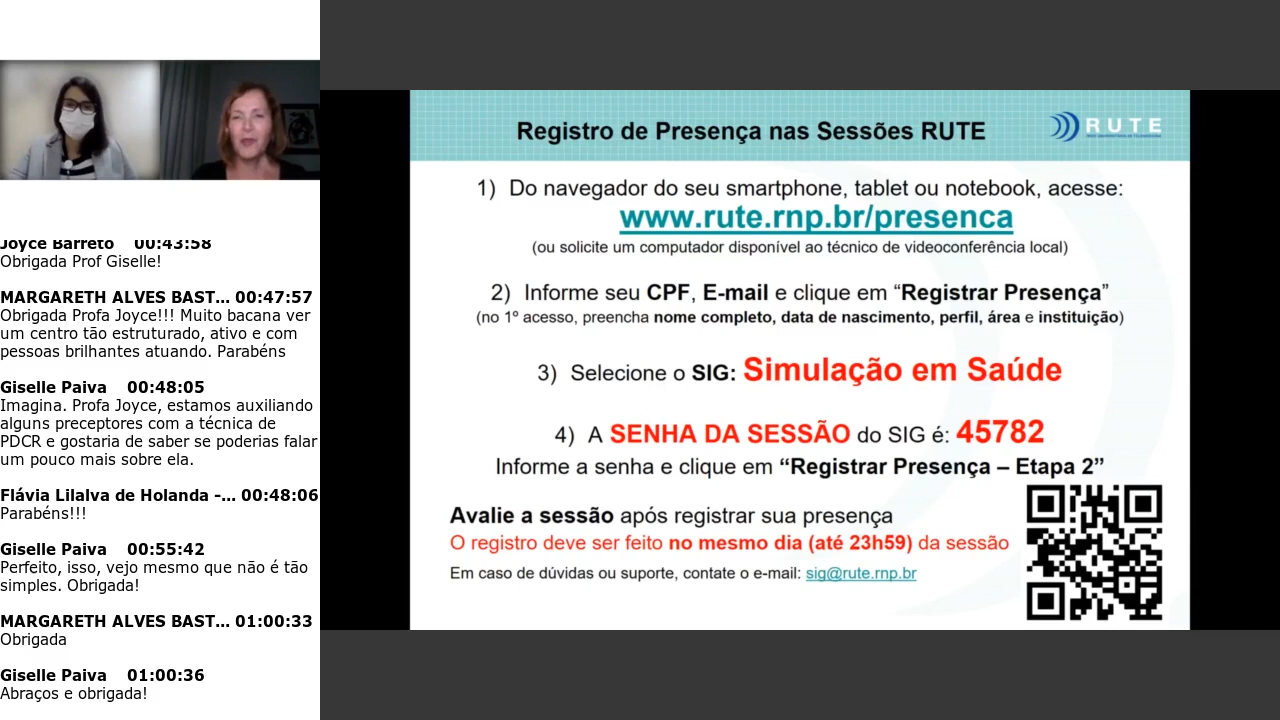 Joyce Barreto 00:43:58
Obrigada Prof Giselle!
MARGARETH ALVES BAST... 00:47:57
Obrigada Profa Joyce!!! Muito bacana ver
um centro tão estruturado, ativo e com
pessoas brilhantes atuando. Parabéns
Giselle Paiva 00:48:05
Imagina. Profa Joyce, estamos auxiliando
alguns preceptores com a técnica de
PDCR e gostaria de saber se poderias falar
um pouco mais sobre ela.
Flávia Lilalva de Holanda -... 00:48:06
Parabéns!!!
Giselle Paiva 00:55:42
Perfeito, isso, vejo mesmo que não é tão
simples. Obrigada!
MARGARETH ALVES BAST... 01:00:33
Obrigada
Giselle Paiva 01:00:36
Abraços e obrigada!
Registro de Presença nas Sessões RUTE
RUTE
1) Do navegador do seu smartphone, tablet ou notebook, acesse:
www.rute.rnp.br/presenca
(ou solicite um computador disponível ao técnico de videoconferência local)
2) Informe seu CPF, E-mail e clique em “Registrar Presença”
(no 1º acesso, preencha nome completo, data de nascimento, perfil, área e instituição)
3) Selecione o SIG: Simulação em Saúde
4) A SENHA DA SESSÃO do SIG é: 45782
Informe a senha e clique em “Registrar Presença – Etapa 2”
Avalie a sessão após registrar sua presença
O registro deve ser feito no mesmo dia (até 23h59) da sessão
Em caso de dúvidas ou suporte, contate o e-mail: sig@rute.rnp.br